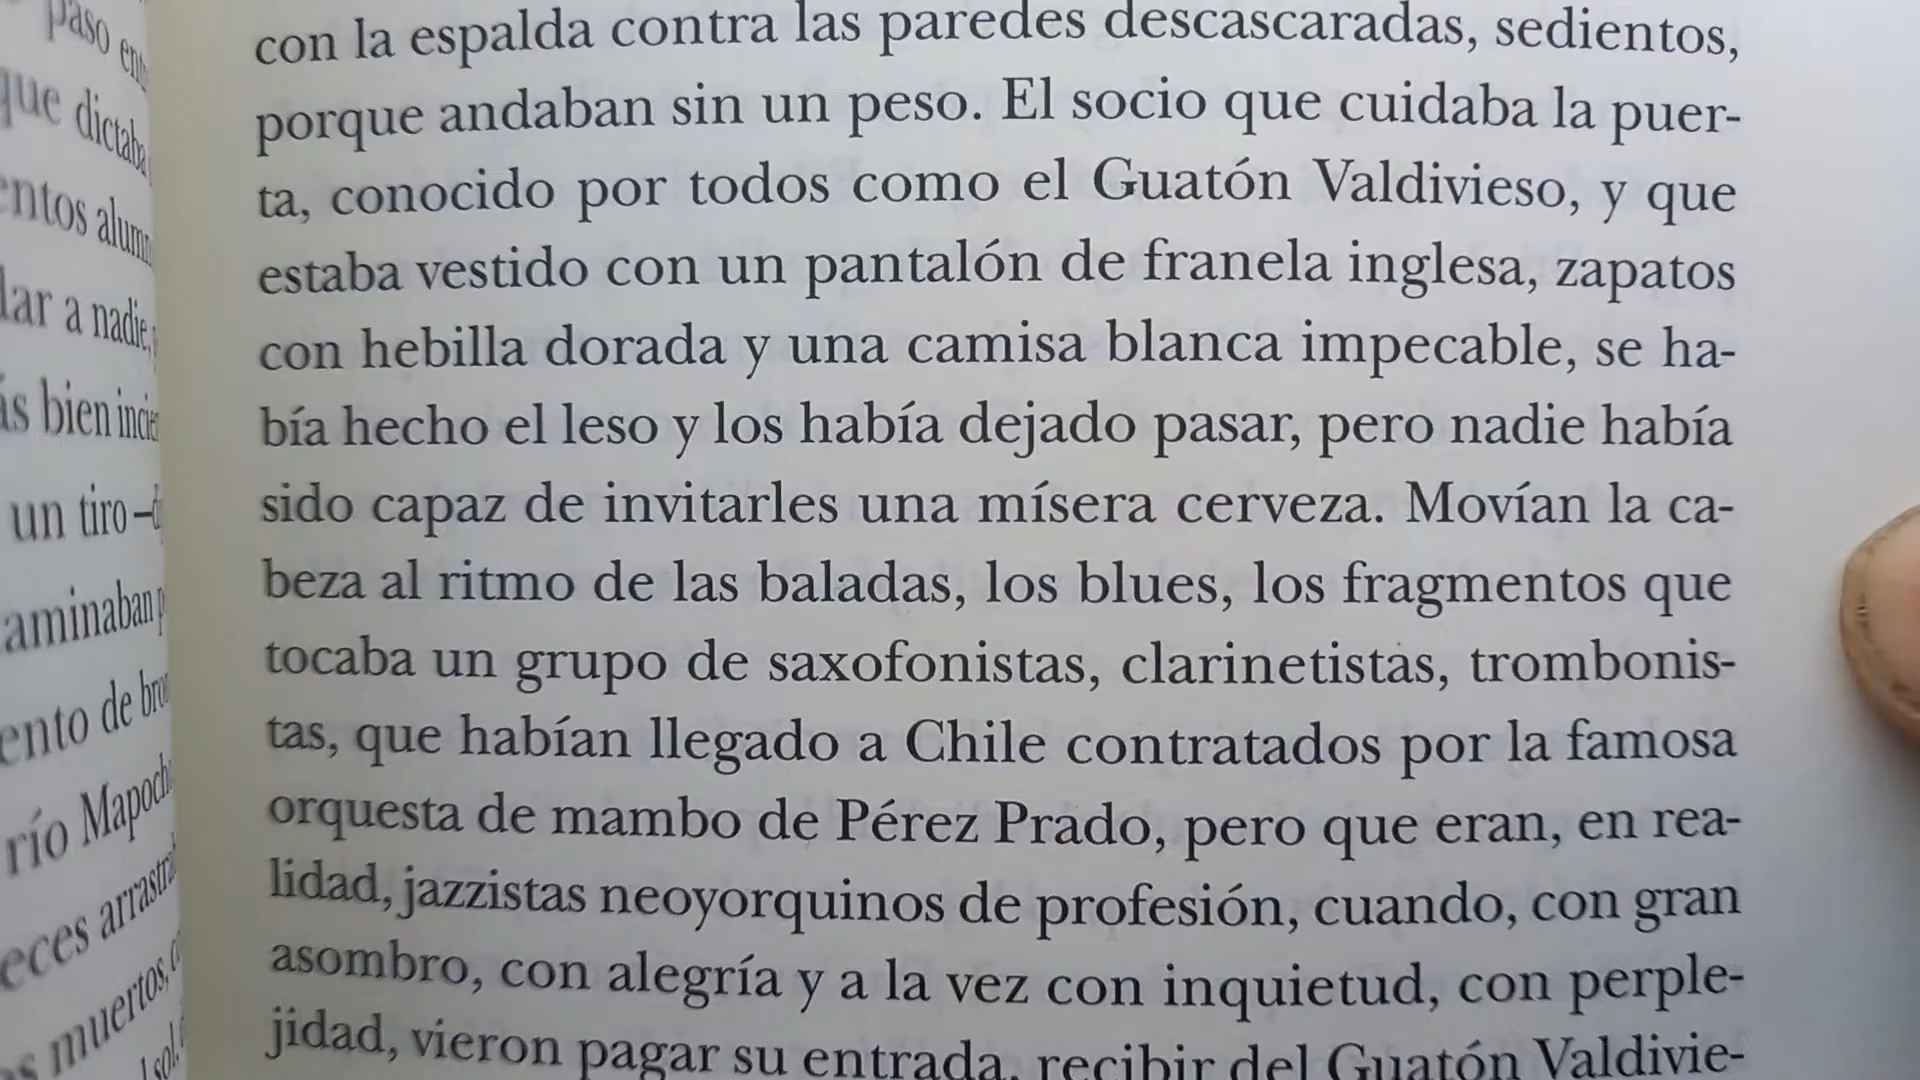 paso
que dictaba
entos
lar a nadie,
ás bien
un tiro –
aminaban
ento de
río
eces
muertos,
sol,
con la espalda contra las paredes descascaradas, sedientos,
porque andaban sin un peso. El socio que cuidaba la puer-
ta, conocido por todos como el Guatón Valdivieso, y que
estaba vestido con un pantalón de franela inglesa, zapatos
con hebilla dorada y una camisa blanca impecable, se ha-
bía hecho el leso y los había dejado pasar, pero nadie había
sido capaz de invitarles una mísera cerveza. Movían la ca-
beza al ritmo de las baladas, los blues, los fragmentos que
tocaba un grupo de saxofonistas, clarinetistas, trombonis-
tas, que habían llegado a Chile contratados por la famosa
orquesta de mambo de Pérez Prado, pero que eran, en rea-
lidad, jazzistas neoyorquinos de profesión, cuando, con gran
asombro, con alegría y a la vez con inquietud, con perple-
jidad, vieron pagar su entrada, recibir del Guatón Valdivie-